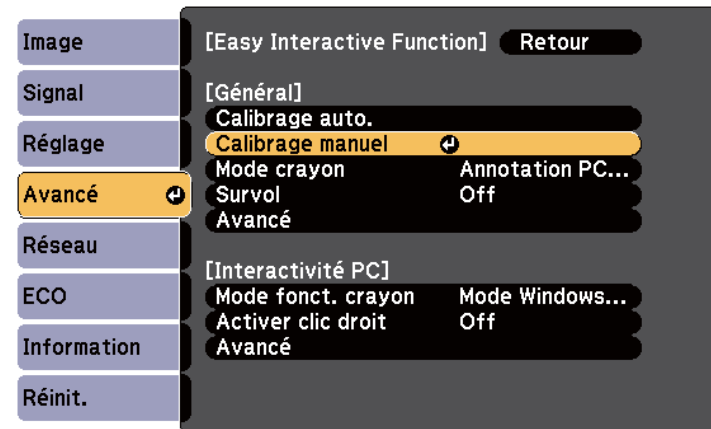 Image
Signal
Réglage
Avancé
Réseau
ECO
Information
Réinit.
[Easy Interactive Function] Retour
[Général]
Calibrage auto.
Calibrage manuel
Mode crayon Annotation PC...
Survol Off
Avancé
[Interactivité PC]
Mode fonct. crayon Mode Windows...
Activer clic droit Off
Avancé